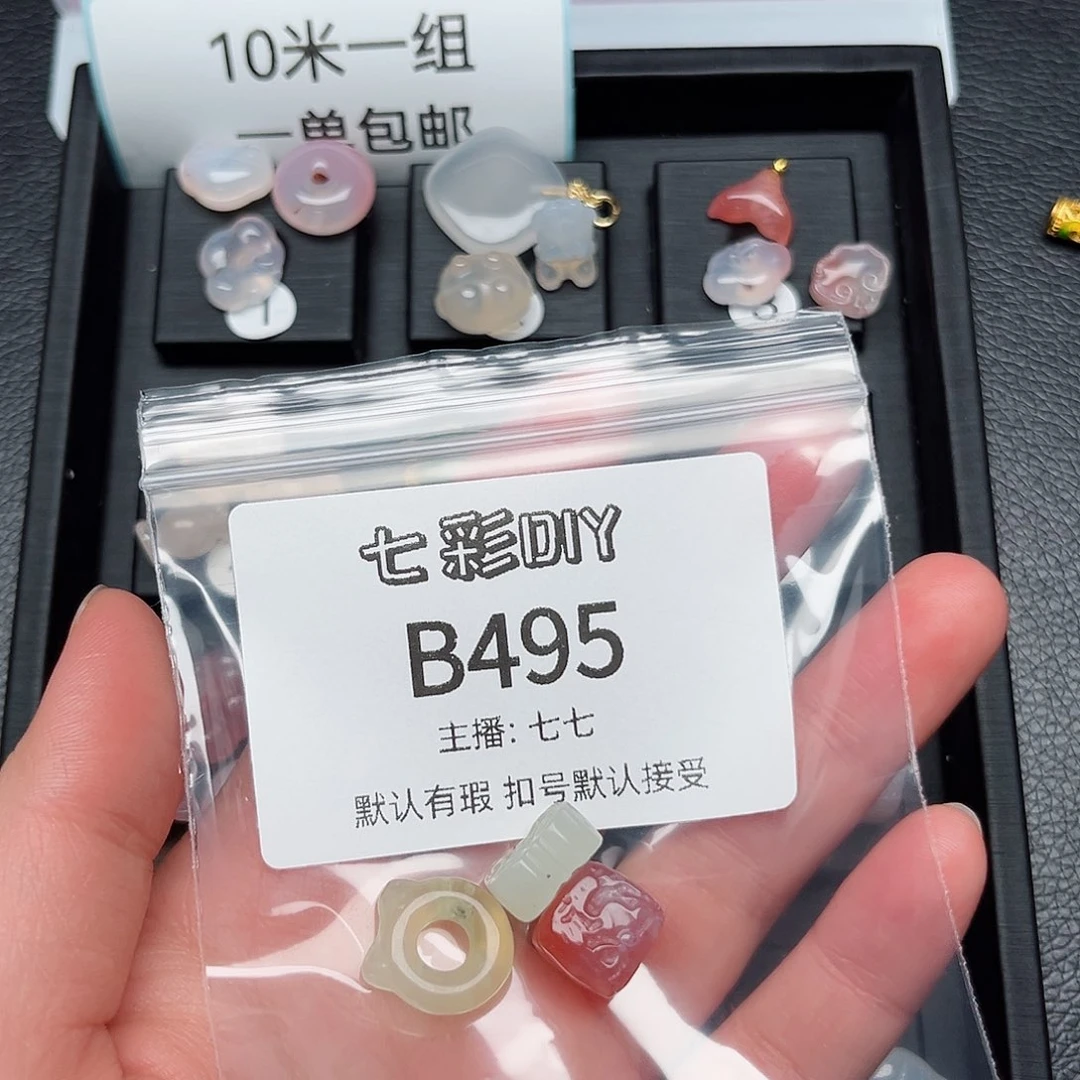 10米一组
一单包邮
1
七彩DIY
B495
主播: 七七
默认有瑕 扣号默认接受